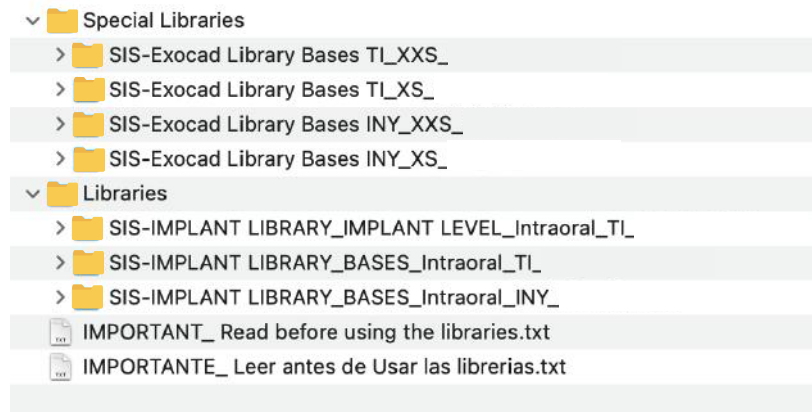 Special Libraries
SIS-Exocad Library Bases TI_XXS_
SIS-Exocad Library Bases TI_XS_
SIS-Exocad Library Bases INY_XXS_
SIS-Exocad Library Bases INY_XS_
Libraries
SIS-IMPLANT LIBRARY_IMPLANT LEVEL_Intraoral_TI_
SIS-IMPLANT LIBRARY_BASES_Intraoral_TI_
SIS-IMPLANT LIBRARY_BASES_Intraoral_INY_
TXT IMPORTANT_ Read before using the libraries.txt
TXT IMPORTANTE_ Leer antes de Usar las librerias.txt